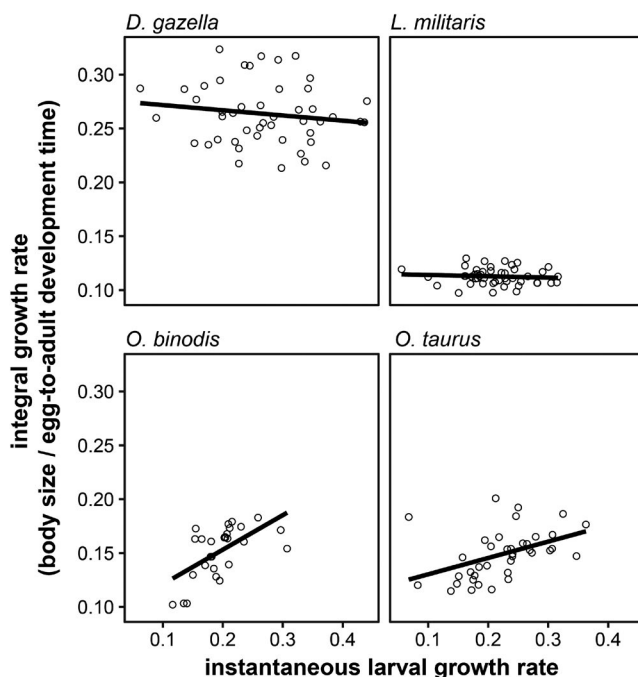 D. gazella
L. militaris
0.30
0.25
0.20
0.15
0.10
O. binodis
O. taurus
0.30
0.25
0.20
0.15
0.10
0.1 0.2 0.3 0.4
0.1 0.2 0.3 0.4
integral growth rate
(body size / egg-to-adult development time)
instantaneous larval growth rate